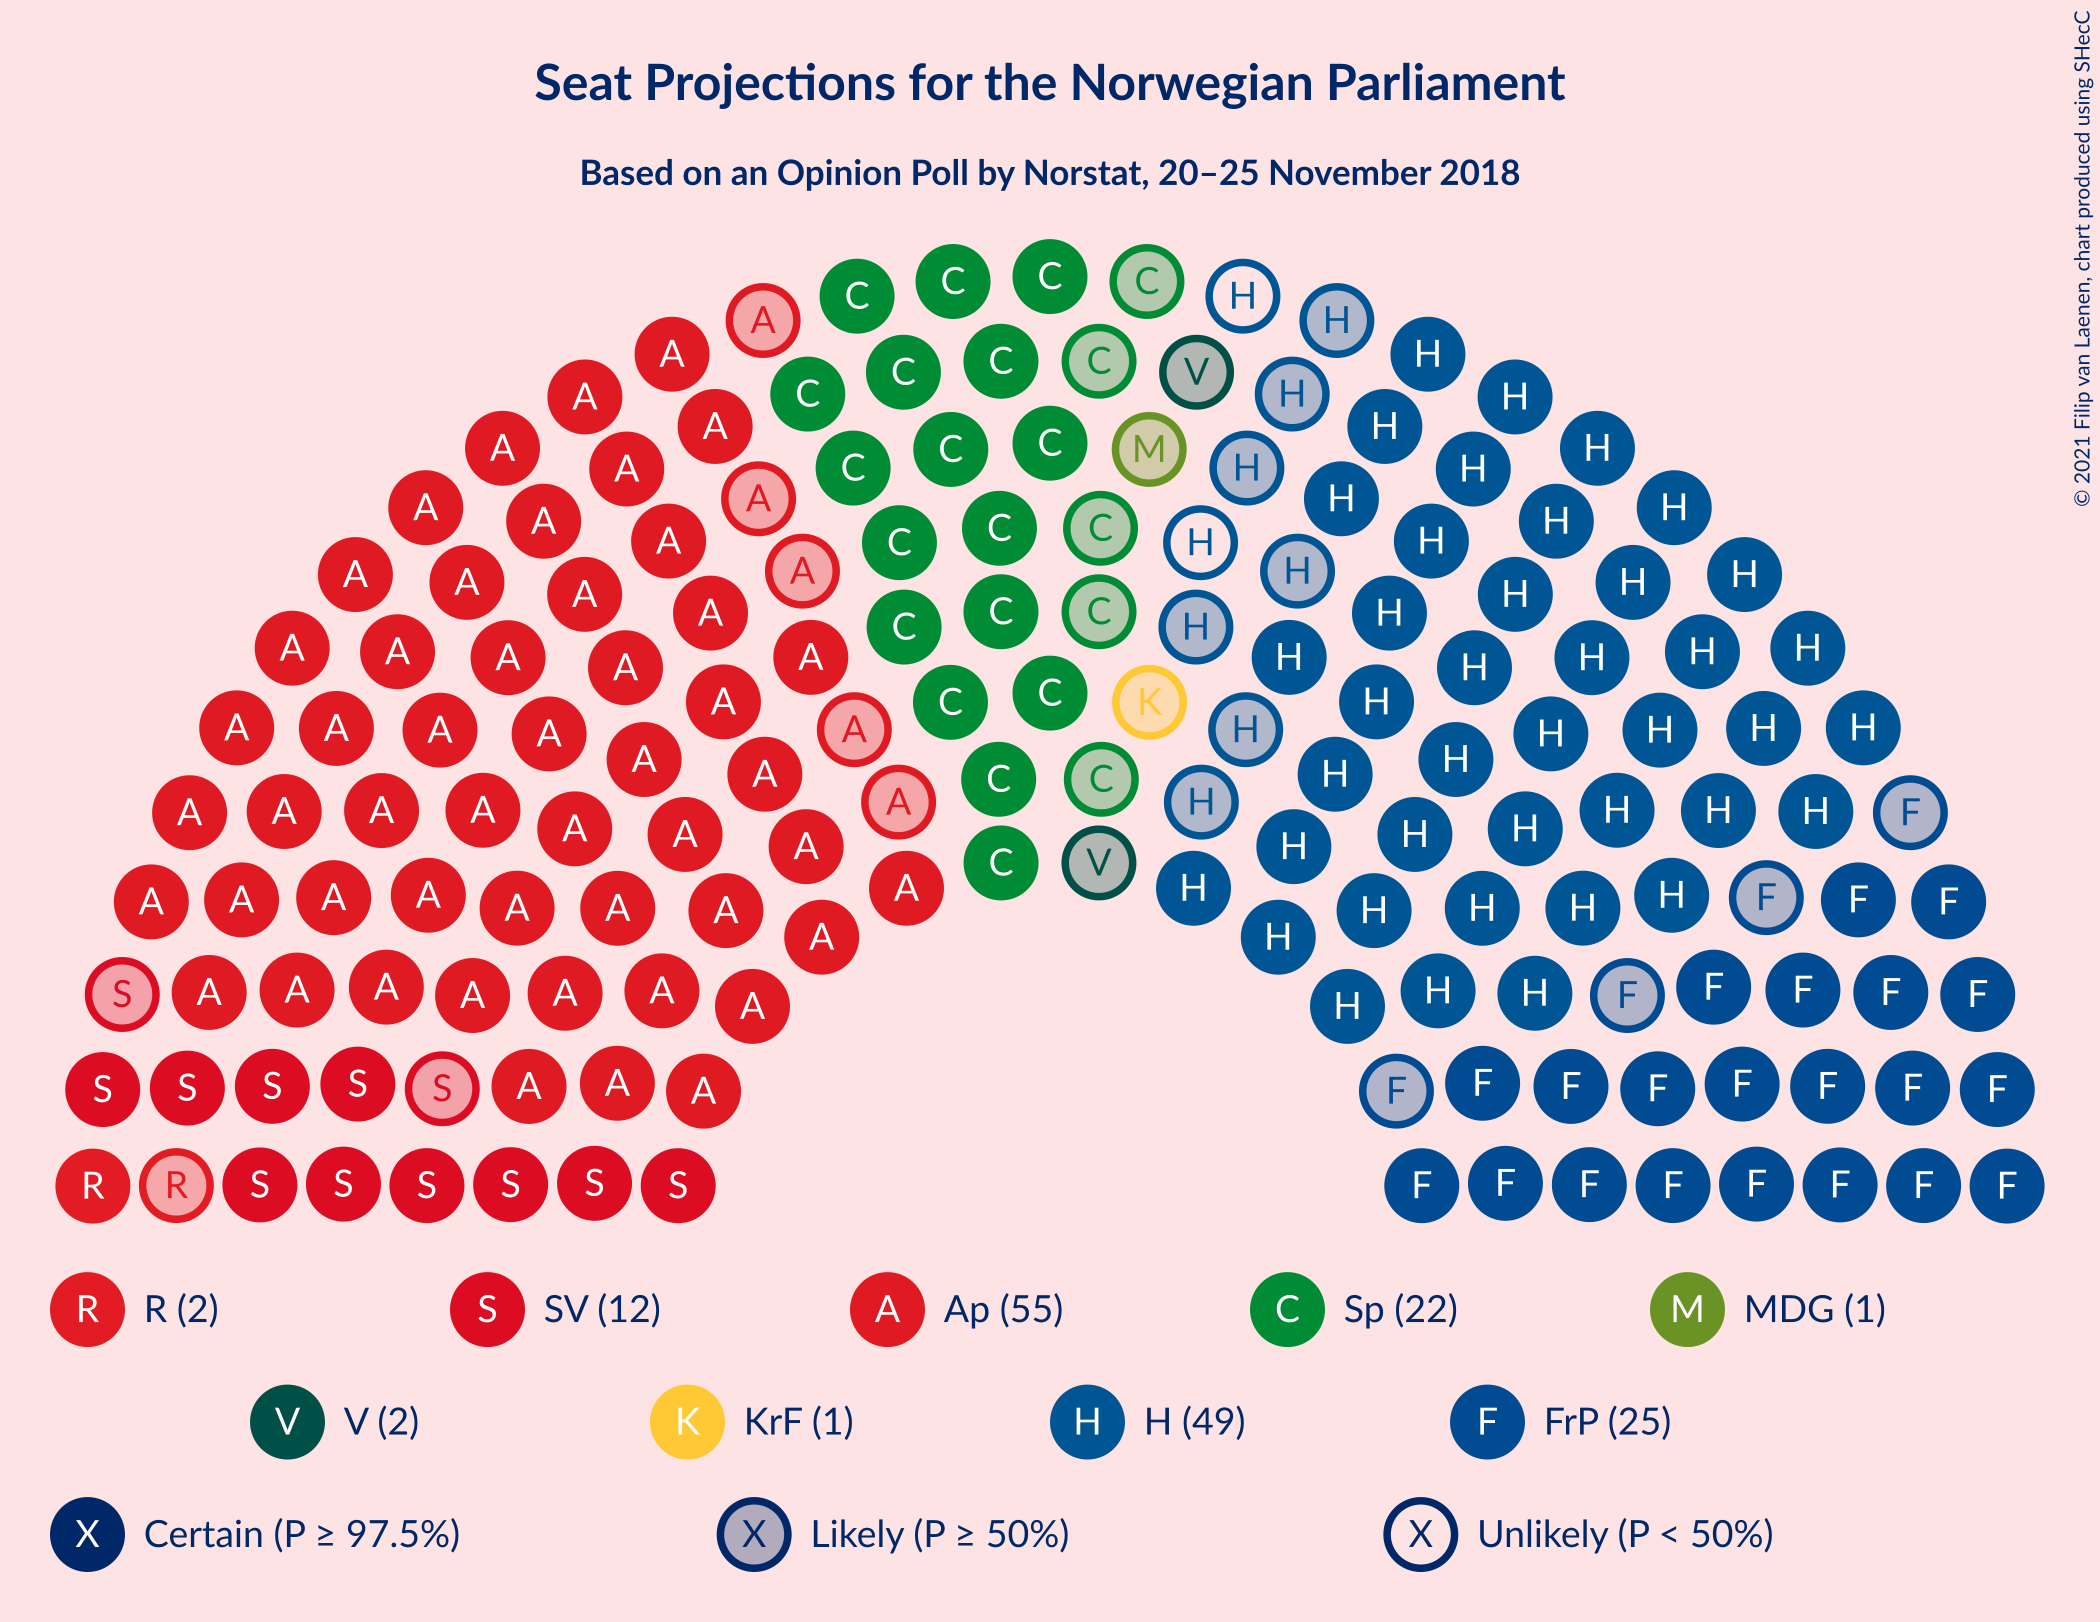 Seat Projections for the Norwegian Parliament
Based on an Opinion Poll by Norstat, 20–25 November 2018
© 2021 Filip van Laenen, chart produced using SHecC
C C C C
A H H
A C C C C V H H
A A C H H
A A C C C M H H
A A A H H H
A A C C C H H H
A A A H H H
A A C C C H H H
A A A A H H H H
A A A C C K H H H
A A A A A H H H H H
A A A C C H H H
A A A A A A H H H H H F
A A A C V H H H
A A A A A A A A H H H H H F F F
S A A A A A A A H H H F F F F F
S S S S S A A A F F F F F F F F
R R S S S S S S F F F F F F F F
R R (2) S SV (12) A Ap (55) C Sp (22) M MDG (1)
V V (2) K KrF (1) H H (49) F FrP (25)
X Certain (P ≥ 97.5%) X Likely (P ≥ 50%) X Unlikely (P < 50%)